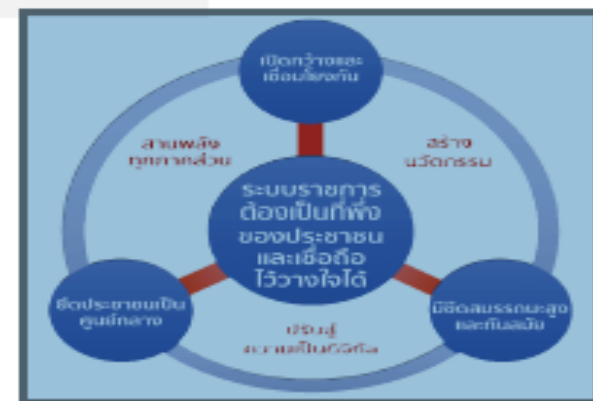 เปิดกว้างและ
เชื่อมโยงกัน
สานพลัง
ทุกภาคส่วน
สร้าง
นวัตกรรม
ระบบราชการ
ต้องเป็นที่พึ่ง
ของประชาชน
และเชื่อถือ
ไว้วางใจได้
ยึดประชาชนเป็น
ศูนย์กลาง
มีขีดสมรรถนะสูง
และทันสมัย
ปรับสู่
ความเป็นดิจิทัล